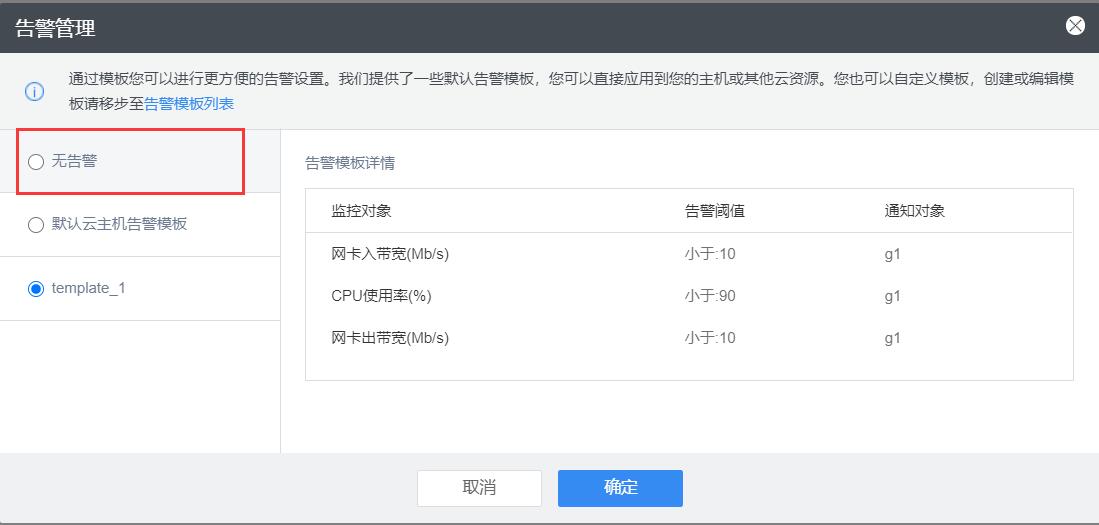 告警管理
通过模板您可以进行更方便的告警设置。我们提供了一些默认告警模板，您可以直接应用到您的主机或其他云资源。您也可以自定义模板，创建或编辑模
板请移步至告警模板列表
无告警
默认云主机告警模板
template_1
告警模板详情
监控对象 告警阈值 通知对象
网卡入带宽(Mb/s) 小于:10 g1
CPU使用率(%) 小于:90 g1
网卡出带宽(Mb/s) 小于:10 g1
取消 确定